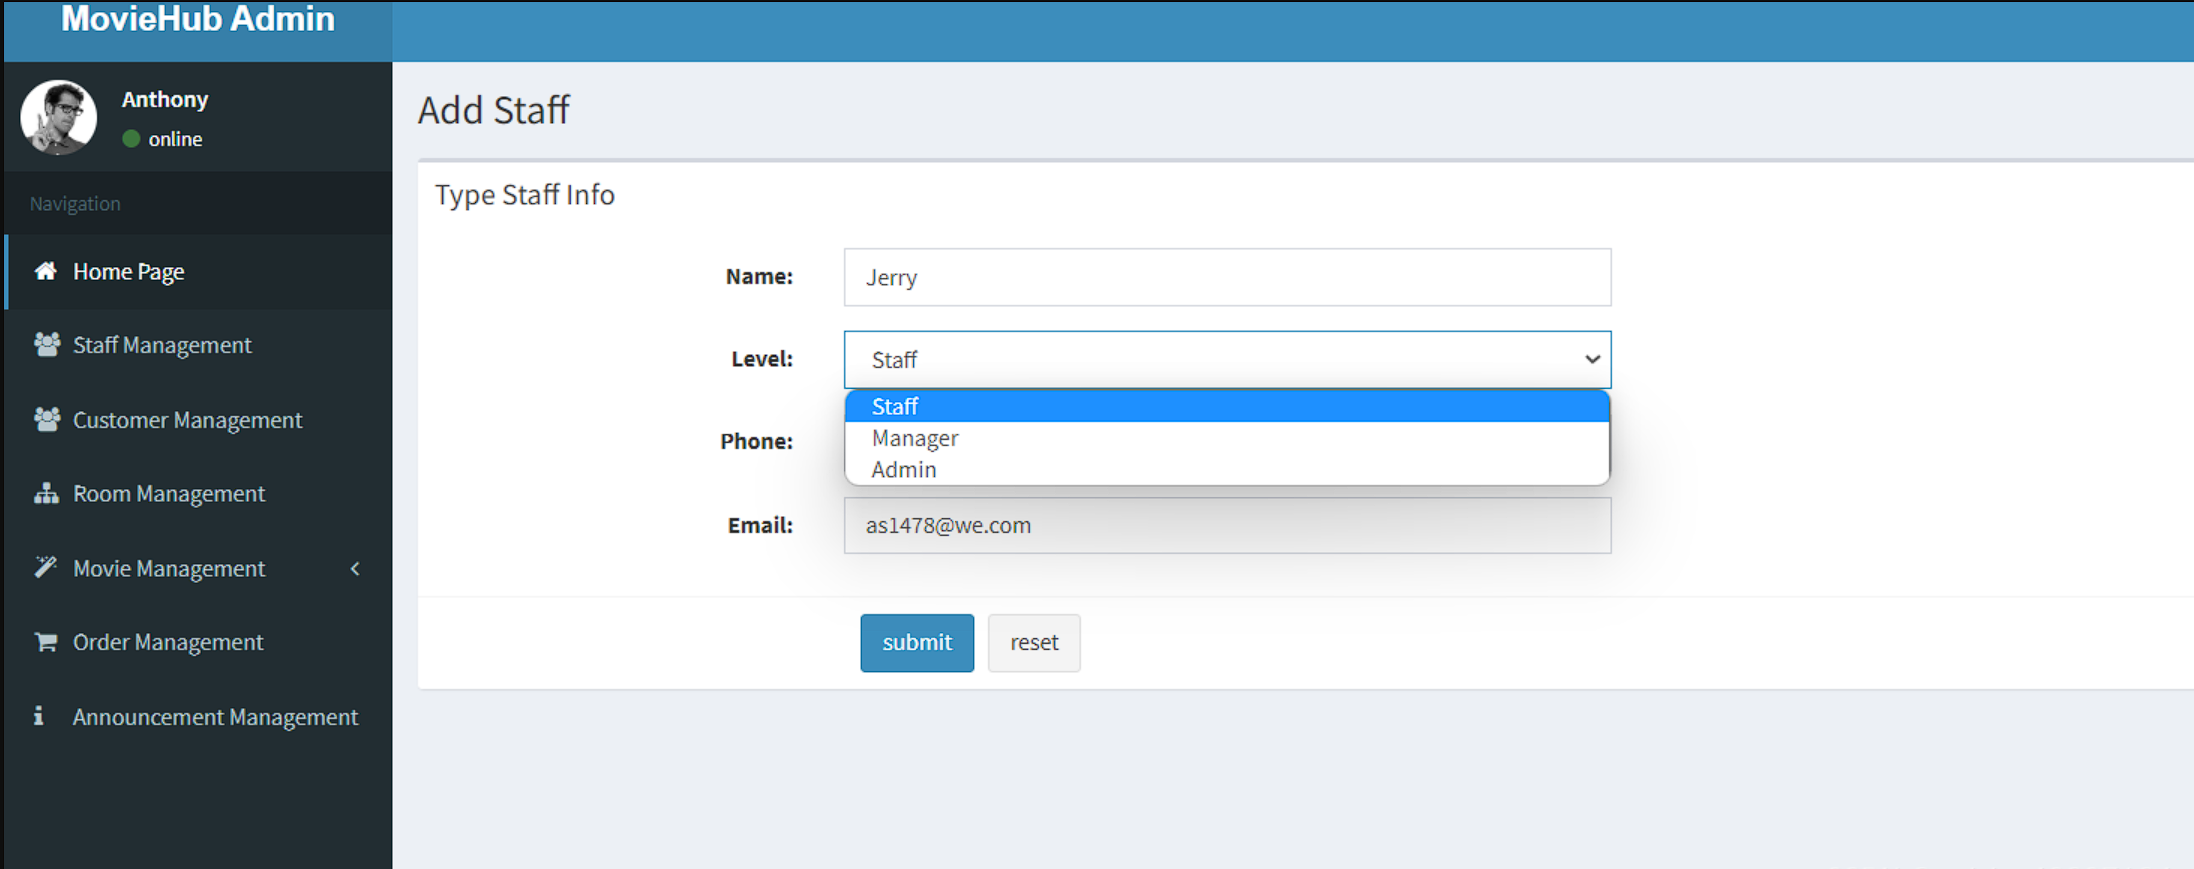 MovieHub Admin
Anthony
online
Navigation
Home Page
Staff Management
Customer Management
Room Management
Movie Management
Order Management
Announcement Management
Add Staff
Type Staff Info
Name: Jerry
Level: Staff
Staff
Manager
Admin
Phone:
Email: as1478@we.com
submit reset